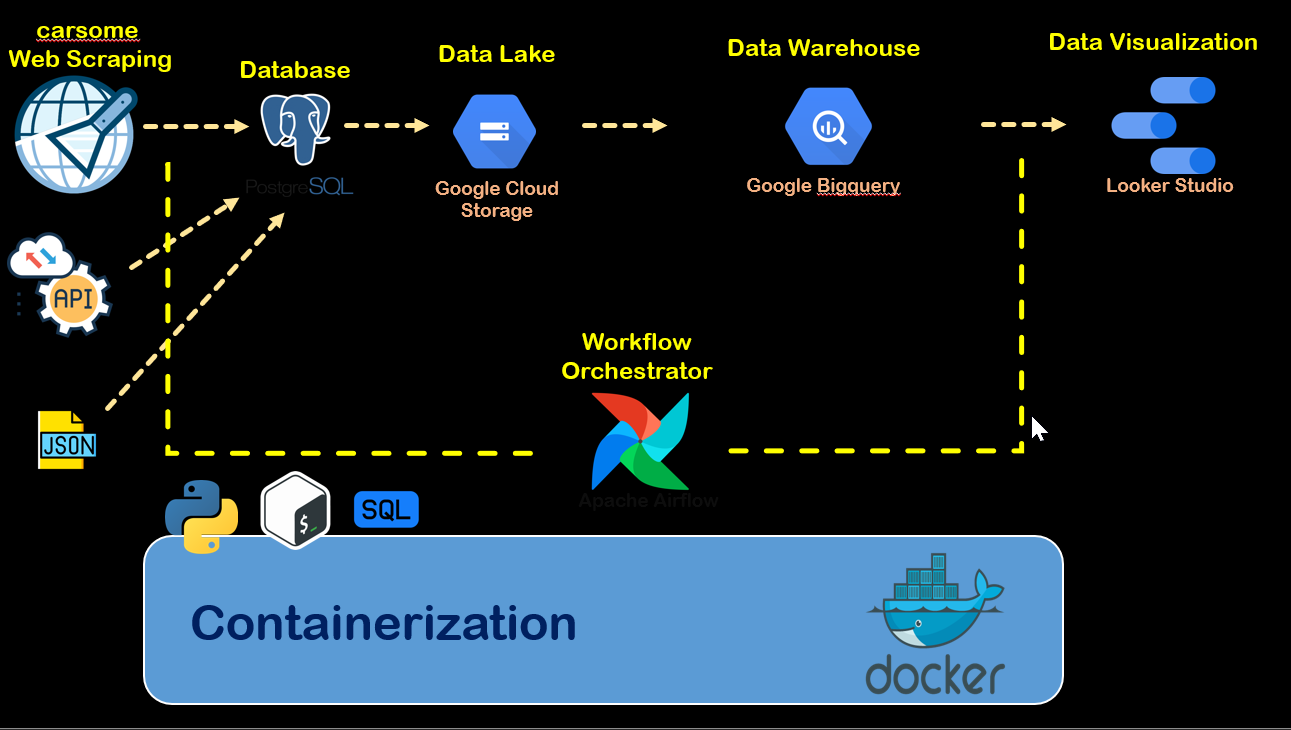 carsome
Web Scraping
Database
Data Lake
Data Warehouse
Data Visualization
PostgreSQL
Google Cloud
Storage
Google Bigquery
Looker Studio
API
JSON
Workflow
Orchestrator
Apache Airflow
$_
SQL
Containerization
docker